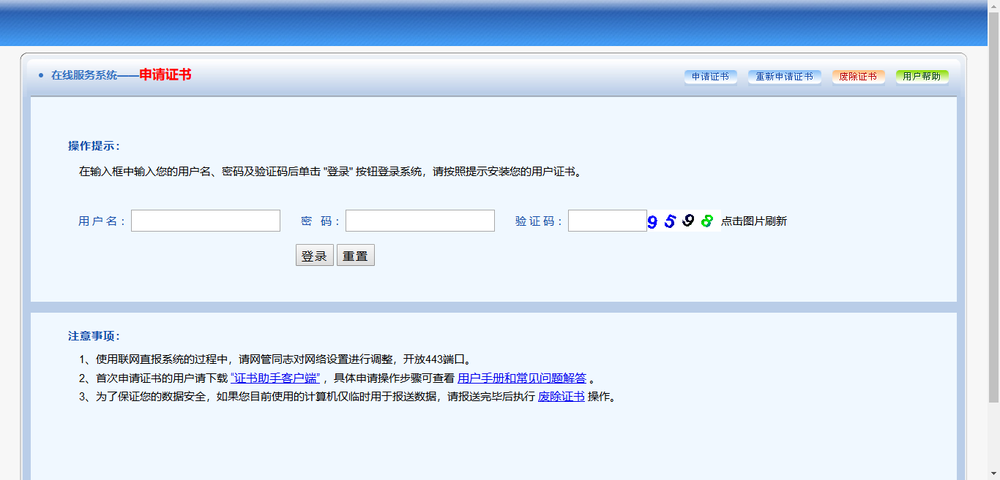 在线服务系统——申请证书
申请证书 重新申请证书 废除证书 用户帮助
操作提示：
在输入框中输入您的用户名、密码及验证码后单击 "登录" 按钮登录系统，请按照提示安装您的用户证书。
用户名： 密 码： 验证码： 9598 点击图片刷新
登录 重置
注意事项：
1、使用联网直报系统的过程中，请网管同志对网络设置进行调整，开放443端口。
2、首次申请证书的用户请下载 “证书助手客户端” ，具体申请操作步骤可查看 用户手册和常见问题解答 。
3、为了保证您的数据安全，如果您目前使用的计算机仅临时用于报送数据，请报送完毕后执行 废除证书 操作。